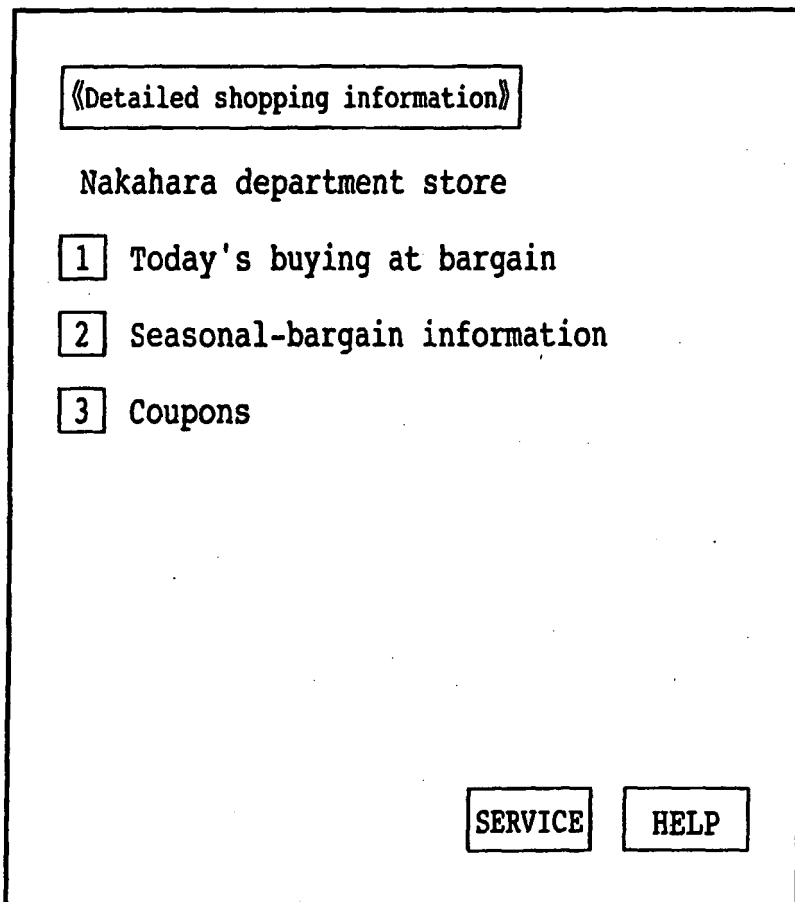 《Detailed shopping information》
Nakahara department store
1 Today's buying at bargain
2 Seasonal-bargain information
3 Coupons
SERVICE HELP